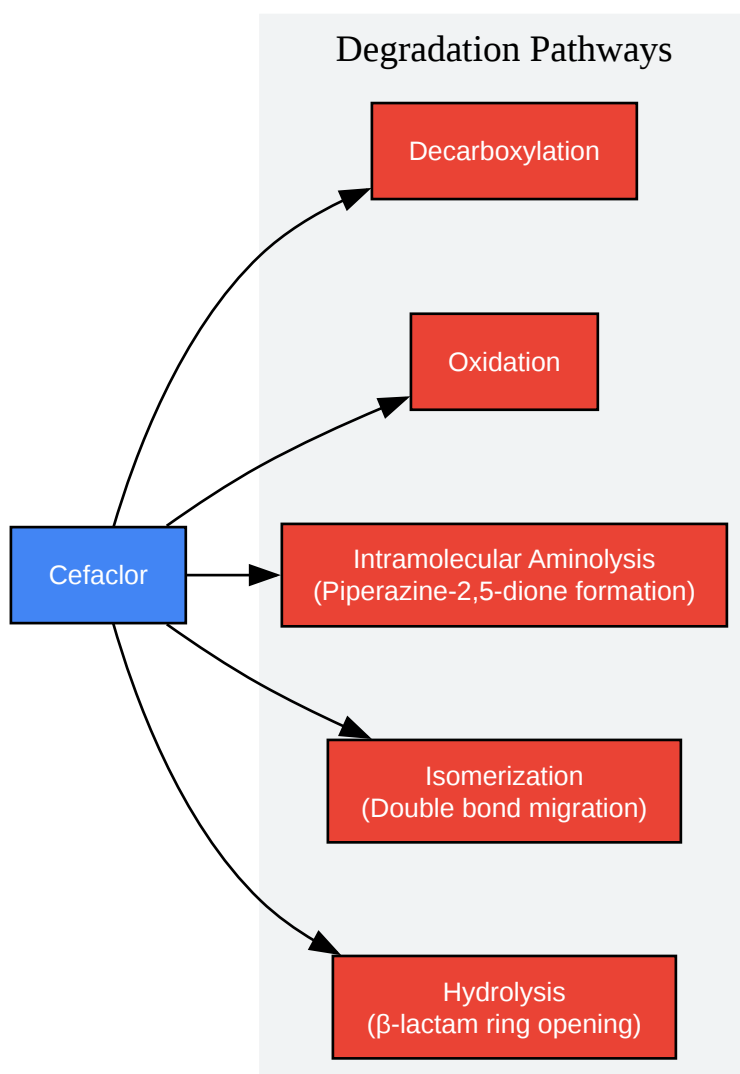 Degradation Pathways
Decarboxylation
Oxidation
Cefaclor
Intramolecular Aminolysis
(Piperazine-2,5-dione formation)
Isomerization
(Double bond migration)
Hydrolysis
(β-lactam ring opening)